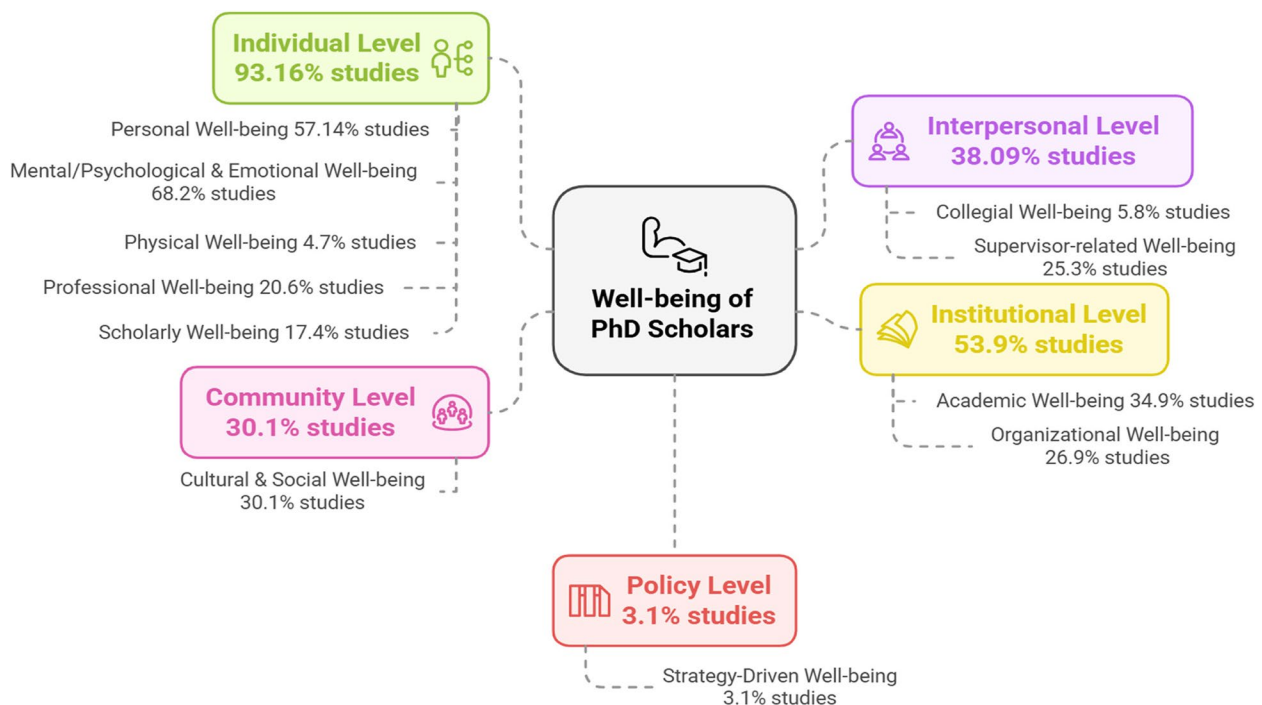 Individual Level
93.16% studies
Personal Well-being 57.14% studies
Mental/Psychological & Emotional Well-being
68.2% studies
Physical Well-being 4.7% studies
Professional Well-being 20.6% studies
Scholarly Well-being 17.4% studies
Community Level
30.1% studies
Cultural & Social Well-being
30.1% studies
Well-being of
PhD Scholars
Interpersonal Level
38.09% studies
Collegial Well-being 5.8% studies
Supervisor-related Well-being
25.3% studies
Institutional Level
53.9% studies
Academic Well-being 34.9% studies
Organizational Well-being
26.9% studies
Policy Level
3.1% studies
Strategy-Driven Well-being
3.1% studies